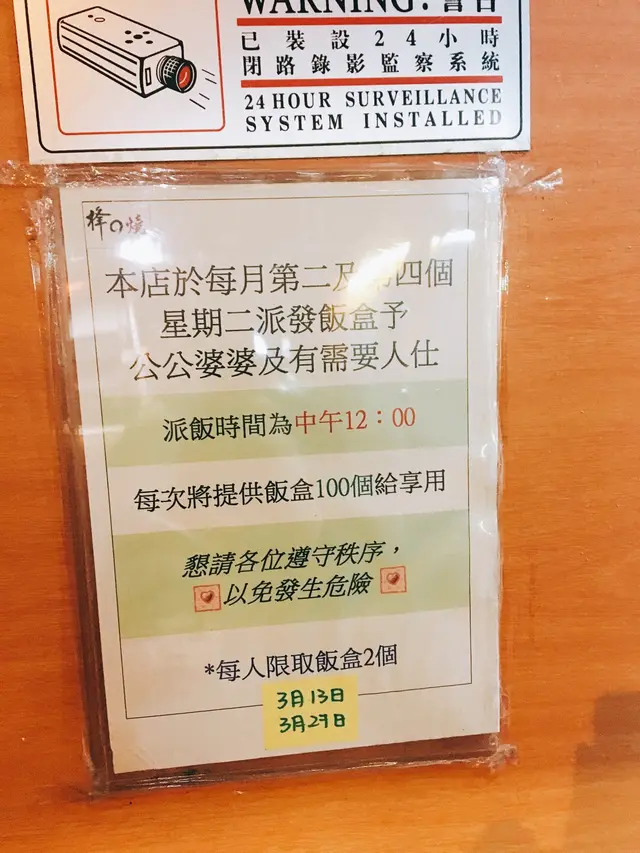 WARNING! 警告
已裝設24小時
閉路錄影監察系統
24 HOUR SURVEILLANCE
SYSTEM INSTALLED
本店於每月第二及第四個
星期二派發飯盒予
公公婆婆及有需要人仕
派飯時間為中午12：00
每次將提供飯盒100個給享用
懇請各位遵守秩序，
以免發生危險
*每人限取飯盒2個
3月13日
3月27日